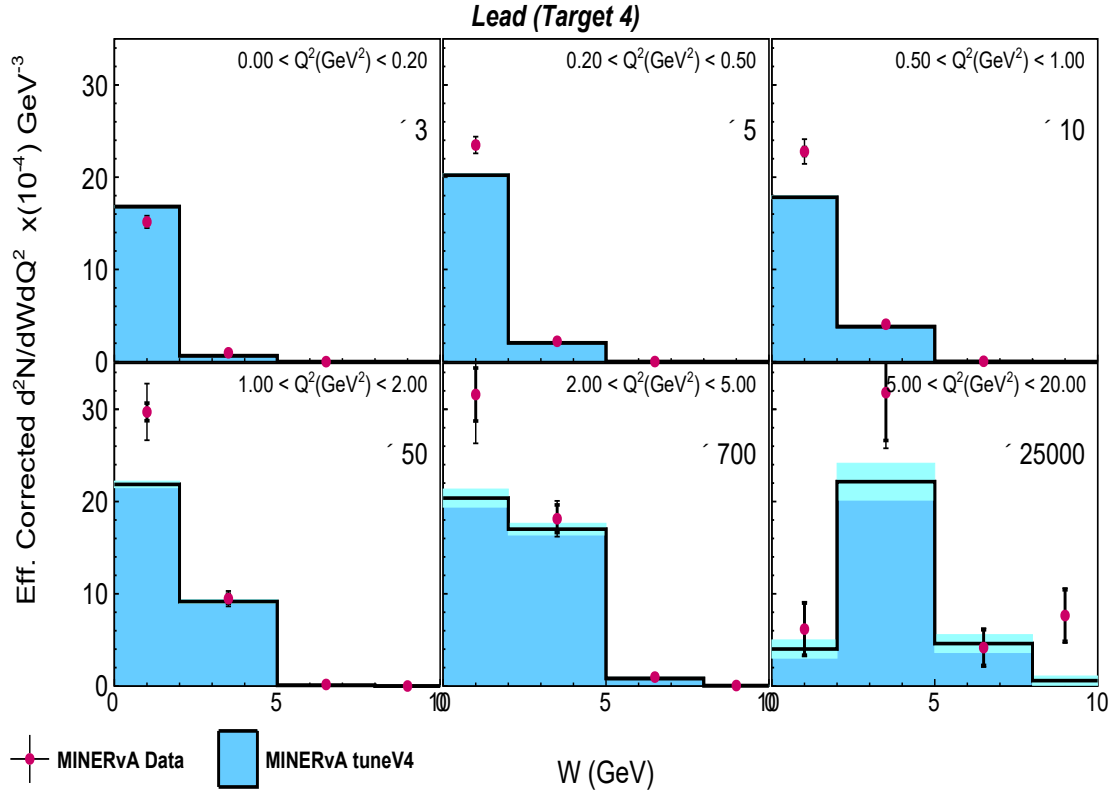 Lead (Target 4)
Eff. Corrected d²N/dWdQ² x(10⁻⁴) GeV⁻³
0.00 < Q²(GeV²) < 0.20
0.20 < Q²(GeV²) < 0.50
0.50 < Q²(GeV²) < 1.00
´ 3
´ 5
´ 10
30
20
10
0
1.00 < Q²(GeV²) < 2.00
2.00 < Q²(GeV²) < 5.00
5.00 < Q²(GeV²) < 20.00
´ 50
´ 700
´ 25000
30
20
10
0
0 5 10
0 5 10
0 5 10
MINERvA Data
MINERvA tuneV4
W (GeV)